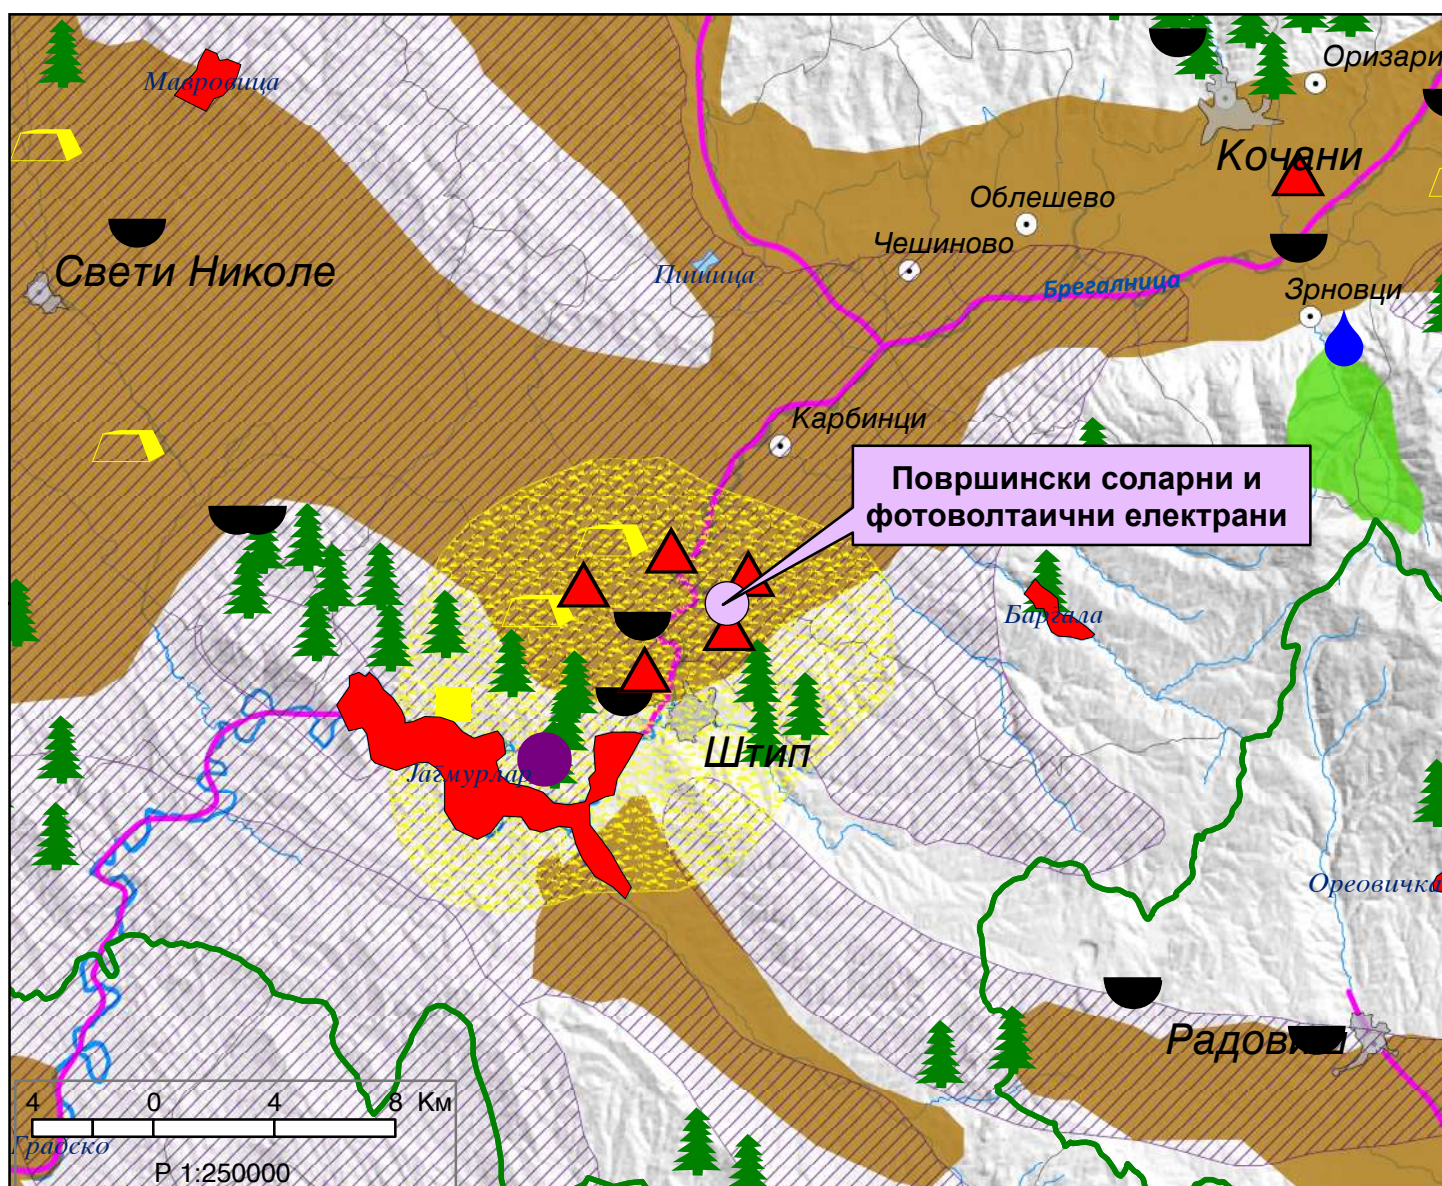 Оризари
Мавровица
Кочани
Облешево
Чешиново
Свети Николе
Пишица
Брегалница
Зрновци
Карбинци
Површински соларни и
фотоволтаични електрани
Баргала
Штип
Јагмурлар
Ореовичка
Радовиш
4 0 4 8 Км
Градско
Р 1:250000